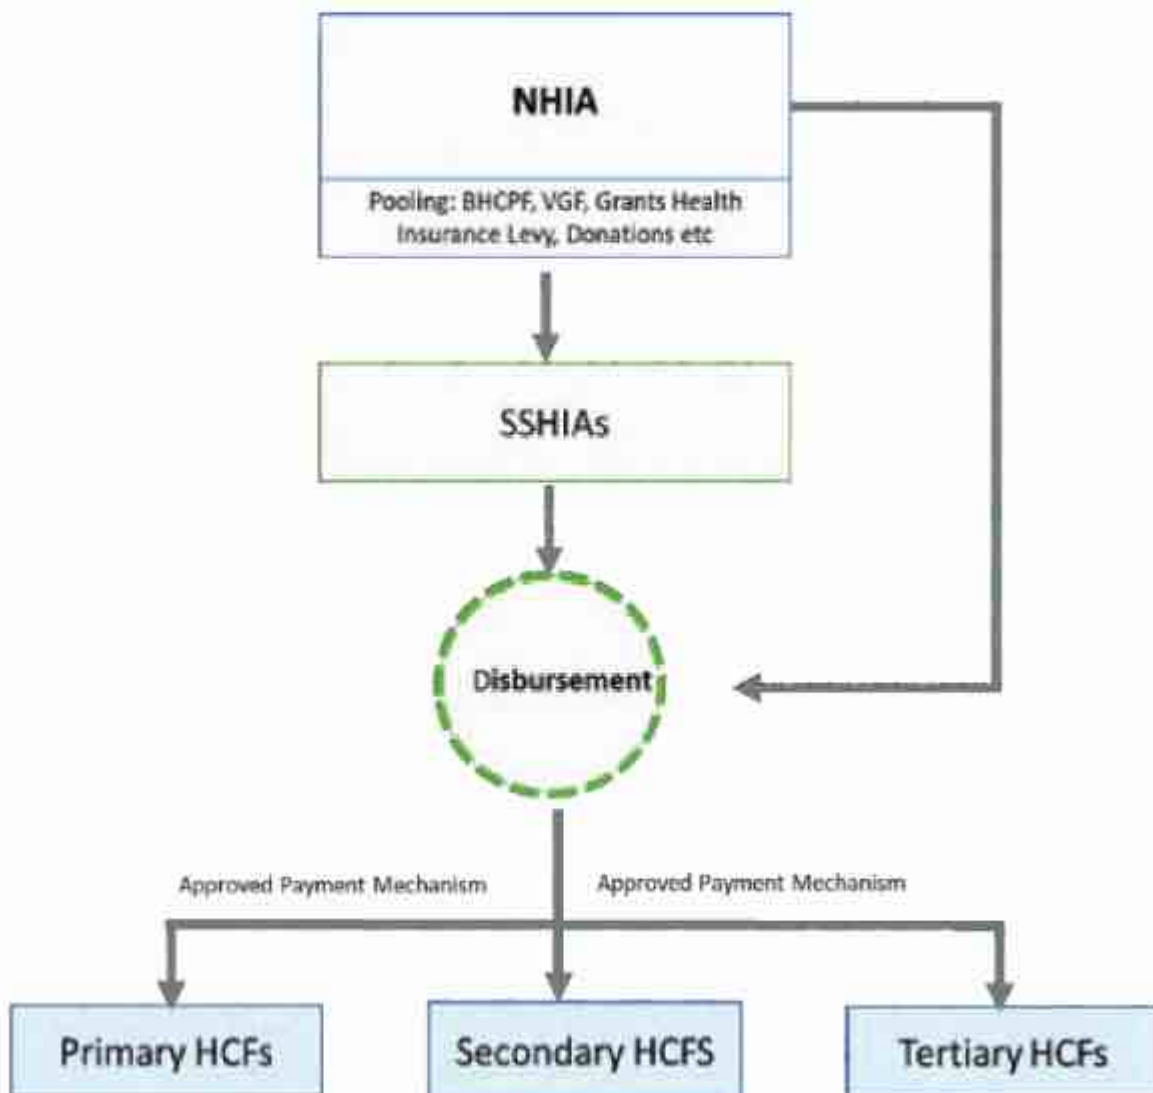 NHIA
Pooling: BHCPF, VGF, Grants Health
Insurance Levy, Donations etc
SSHIAs
Disbursement
Approved Payment Mechanism
Approved Payment Mechanism
Primary HCFs
Secondary HCFS
Tertiary HCFs